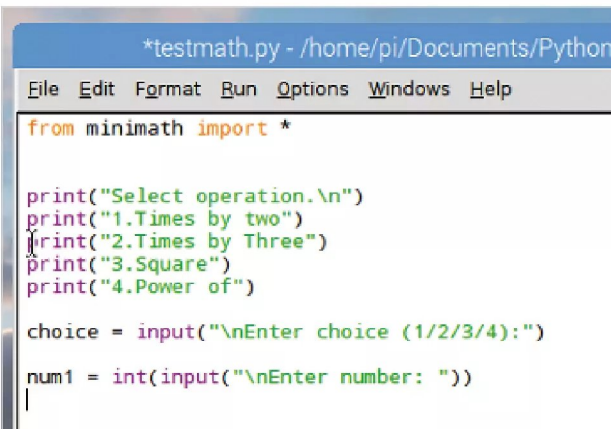 *testmath.py - /home/pi/Documents/Python
File Edit Format Run Options Windows Help
from minimath import *
print("Select operation.\n")
print("1.Times by two")
print("2.Times by Three")
print("3.Square")
print("4.Power of")
choice = input("\nEnter choice (1/2/3/4):")
num1 = int(input("\nEnter number: "))